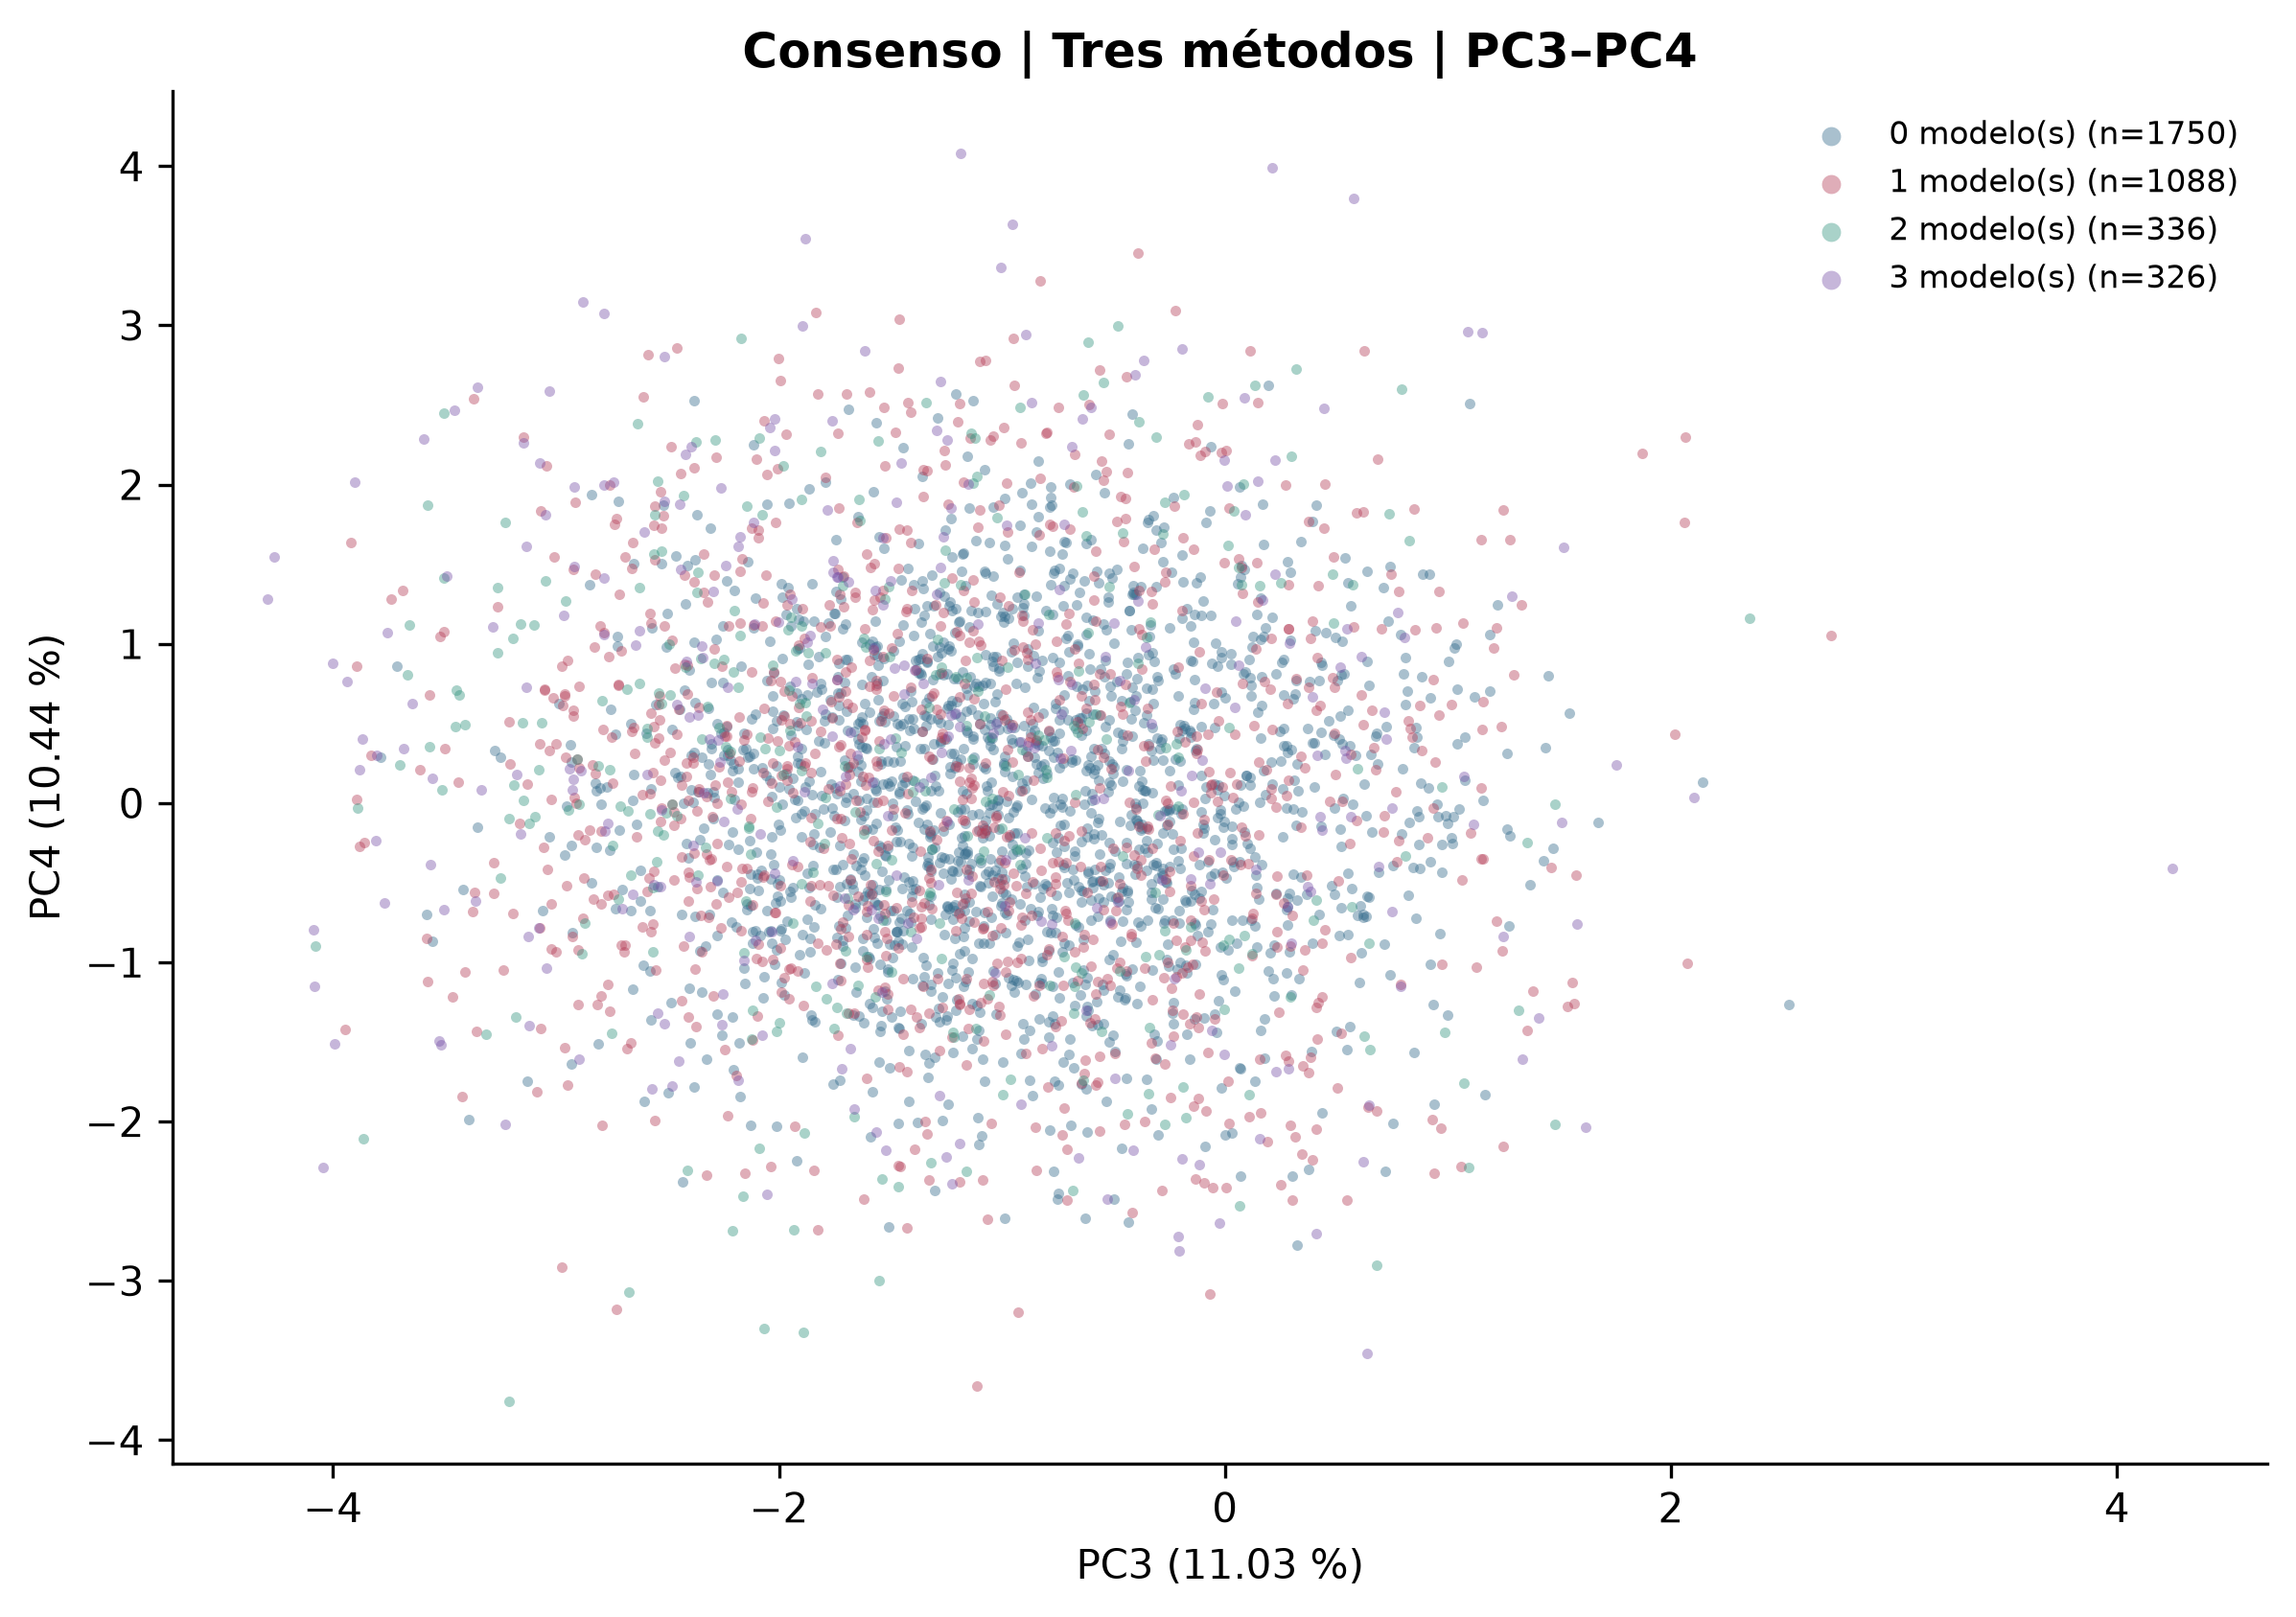 Consenso | Tres métodos | PC3–PC4
0 modelo(s) (n=1750)
1 modelo(s) (n=1088)
2 modelo(s) (n=336)
3 modelo(s) (n=326)
PC4 (10.44 %)
4
3
2
1
0
−1
−2
−3
−4
−4
−2
0
2
4
PC3 (11.03 %)